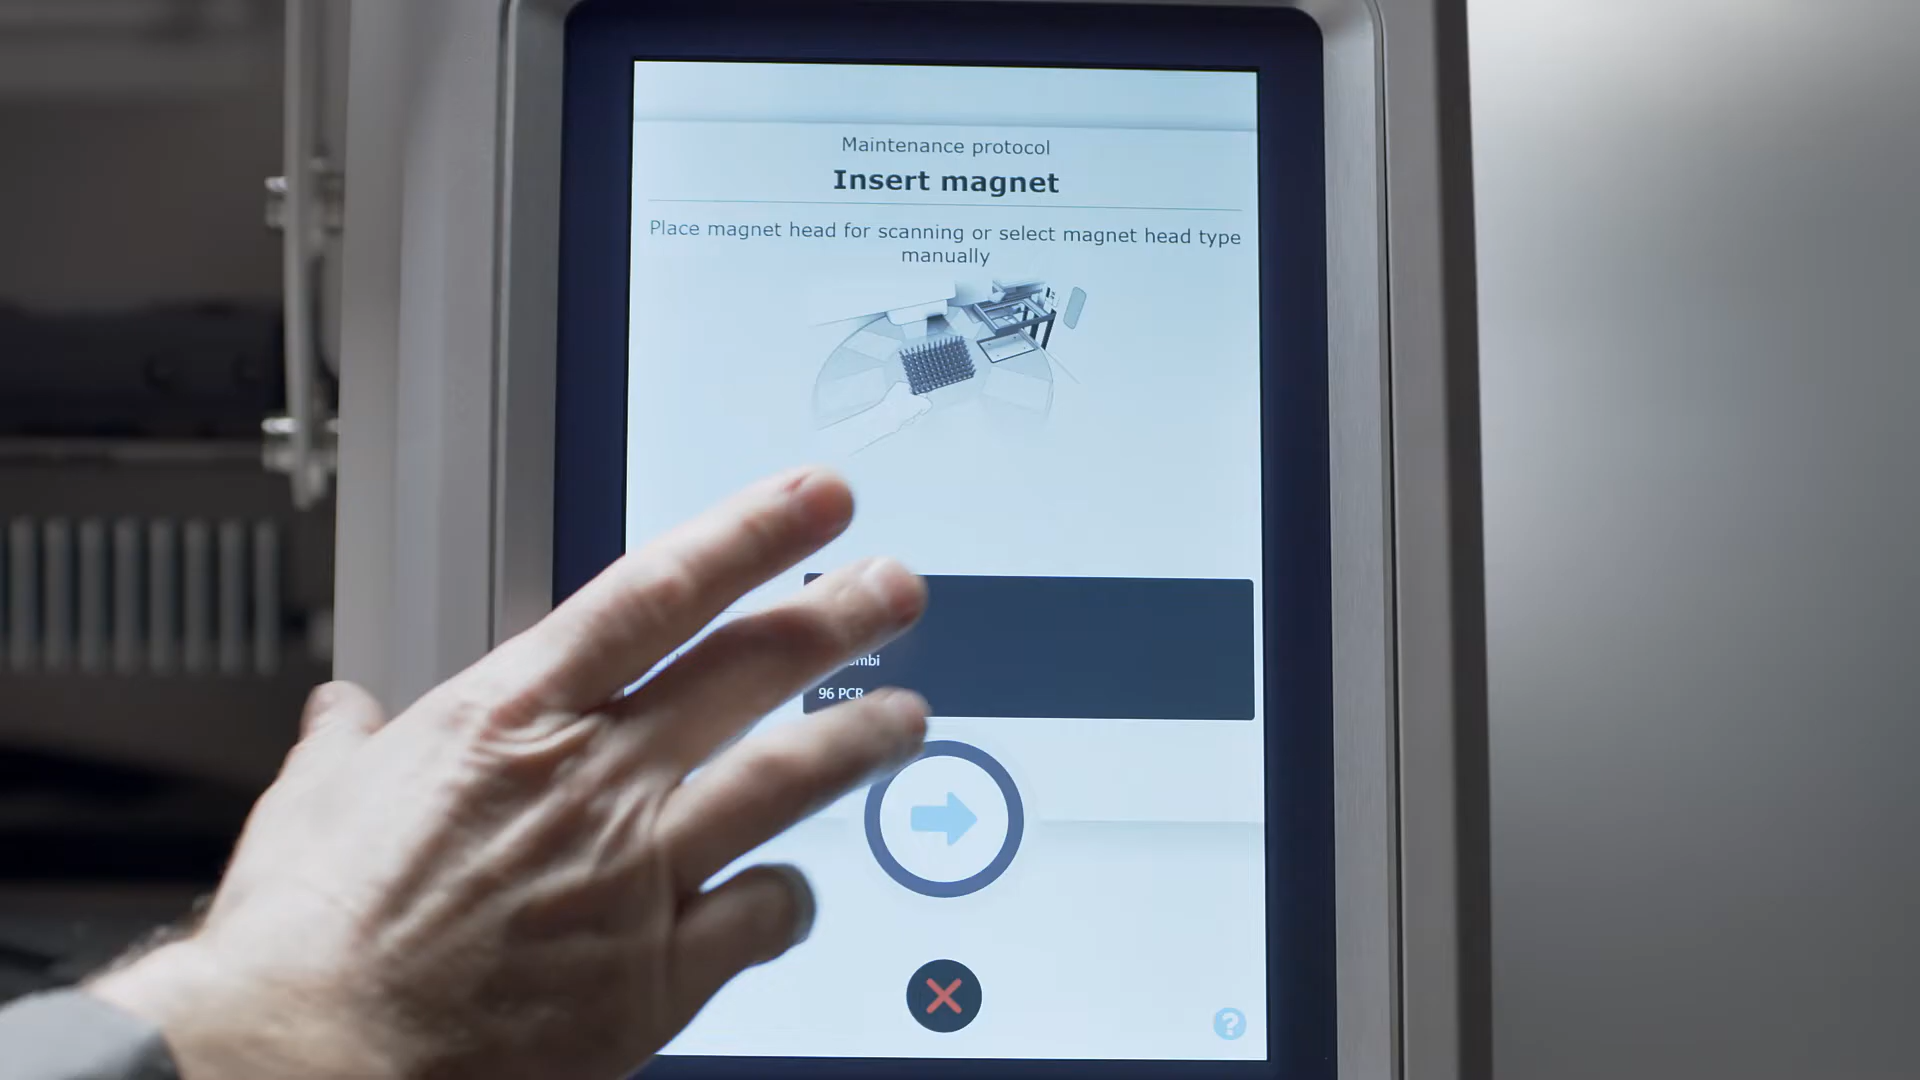 Maintenance protocol
Insert magnet
Place magnet head for scanning or select magnet head type
manually
96 PCR
?